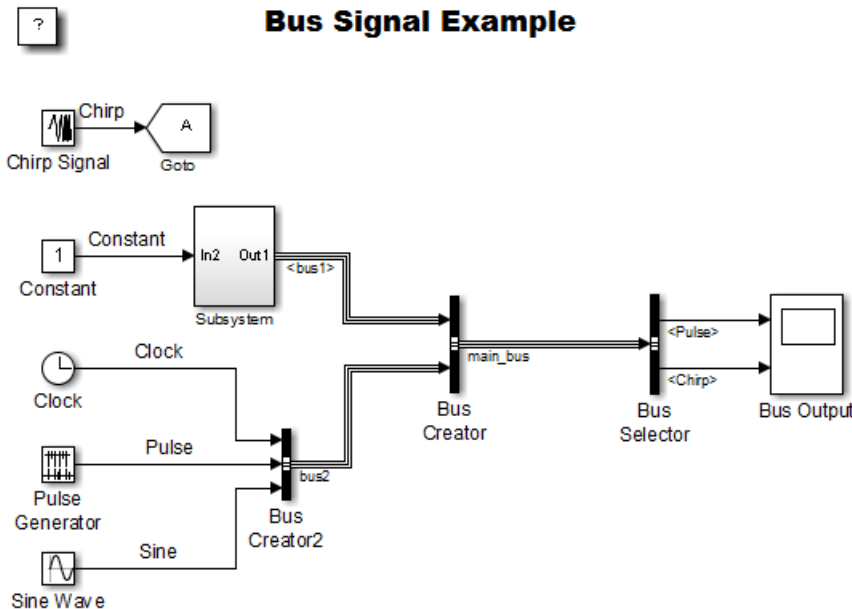 ?
Bus Signal Example
Chirp
A
Chirp Signal
Goto
Constant
1
In2
Out1
<bus1>
Constant
Subsystem
Clock
<Pulse>
main_bus
<Chirp>
Clock
Bus
Creator
Bus
Selector
Bus Output
Pulse
bus2
Pulse
Generator
Bus
Creator2
Sine
Sine Wave